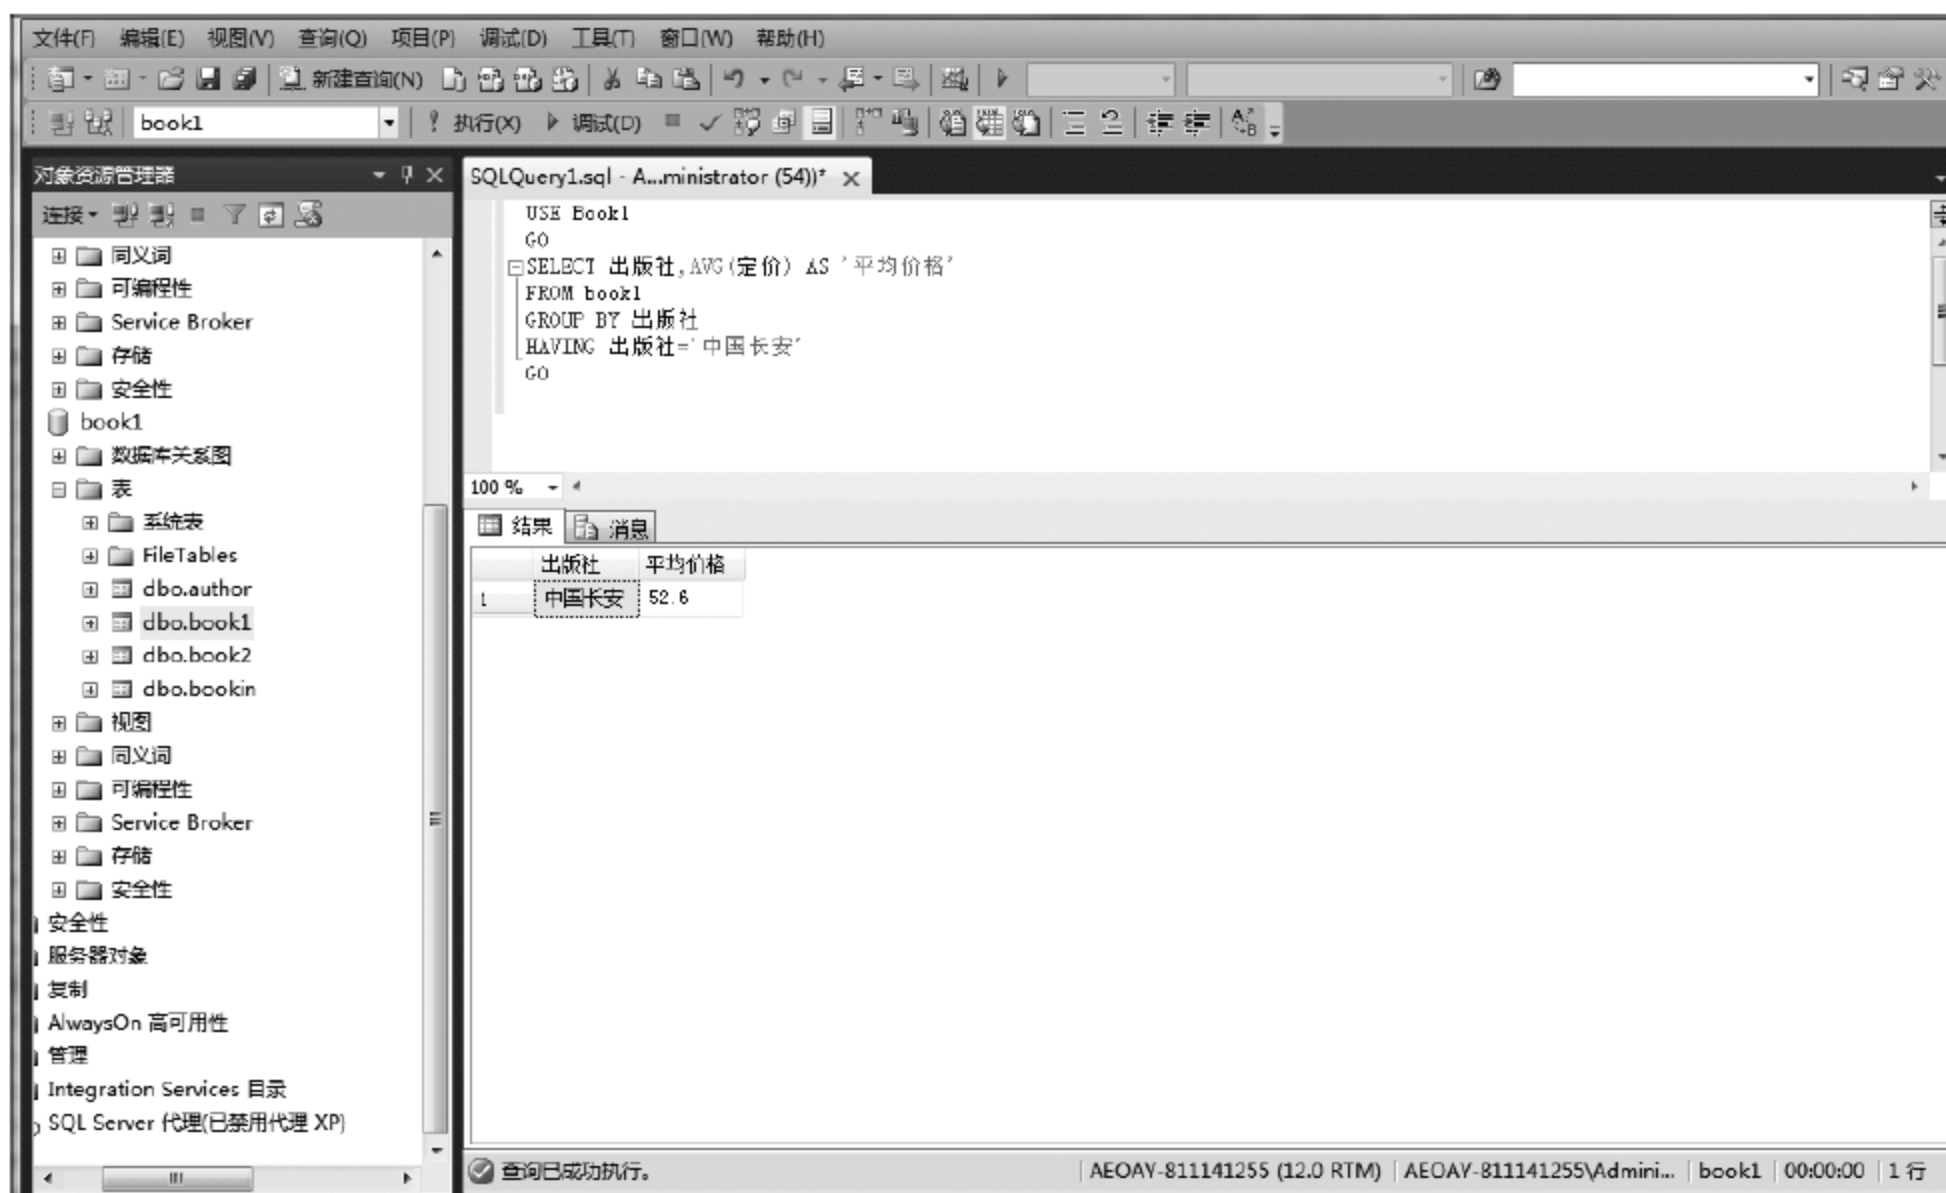 文件(F) 编辑(E) 视图(V) 查询(Q) 项目(P) 调试(D) 工具(T) 窗口(W) 帮助(H)
新建查询(N)
book1 执行(X) 调试(D)
对象资源管理器
连接
同义词
可编程性
Service Broker
存储
安全性
book1
数据库关系图
表
系统表
FileTables
dbo.author
dbo.book1
dbo.book2
dbo.bookin
视图
同义词
可编程性
Service Broker
存储
安全性
安全性
服务器对象
复制
AlwaysOn 高可用性
管理
Integration Services 目录
SQL Server 代理(已禁用代理 XP)
SQLQuery1.sql - A...ministrator (54))*
USE Book1
GO
SELECT 出版社,AVG(定价) AS '平均价格'
FROM book1
GROUP BY 出版社
HAVING 出版社='中国长安'
GO
100 %
结果 消息
出版社 平均价格
1 中国长安 52.6
查询已成功执行。 AEOAY-811141255 (12.0 RTM) AEOAY-811141255\Admini... book1 00:00:00 1 行